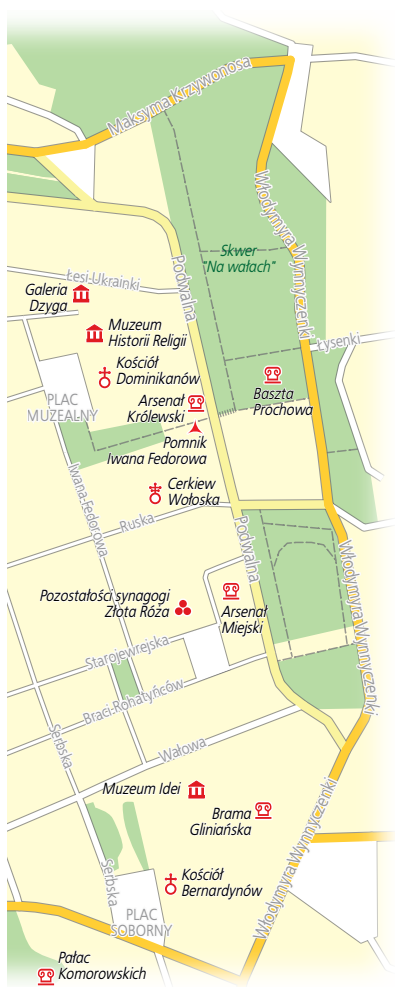 Maksyma Krzywonosa
Włodymyra Wynnyczenki
Skwer
"Na wałach"
Podwalna
Łesi Ukrainki
Galeria
Dzyga
Muzeum
Historii Religii
Łysenki
Kościół
Dominikanów
Baszta
Prochowa
PLAC
MUZEALNY
Arsenał
Królewski
Pomnik
Iwana Fedorowa
Iwana-Fedorowa
Cerkiew
Wołoska
Ruska
Podwalna
Włodymyra Wynnyczenki
Pozostałości synagogi
Złota Róża
Arsenał
Miejski
Starojewrejska
Braci-Rohatyńców
Serbska
Wałowa
Muzeum Idei
Brama
Gliniańska
Włodymyra Wynnyczenki
Serbska
Kościół
Bernardynów
PLAC
SOBORNY
Pałac
Komorowskich